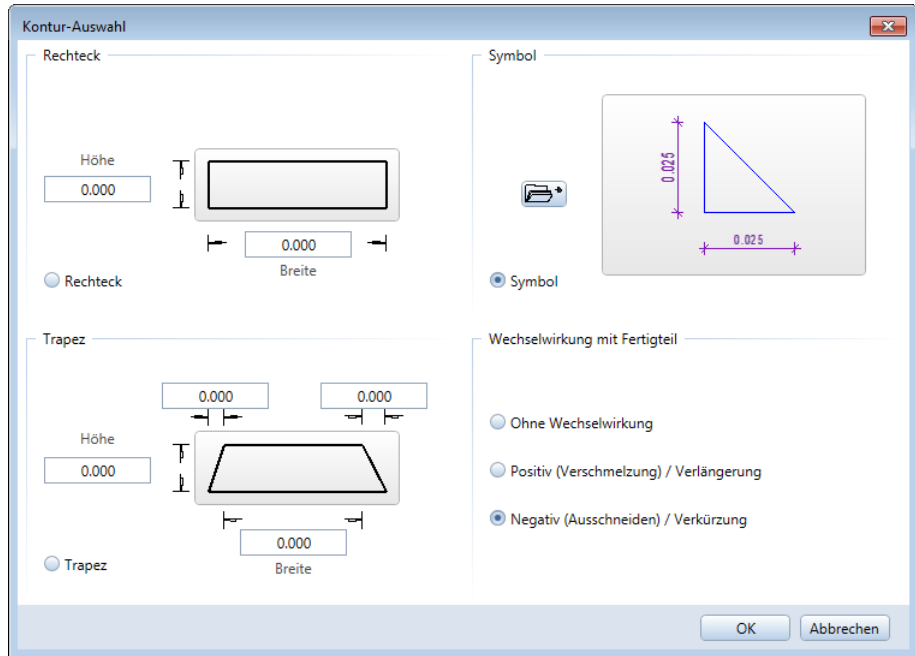 Kontur-Auswahl
Rechteck
Höhe
0.000
0.000
Breite
Rechteck
Symbol
0.025
0.025
Symbol
Trapez
0.000
0.000
Höhe
0.000
0.000
Breite
Trapez
Wechselwirkung mit Fertigteil
Ohne Wechselwirkung
Positiv (Verschmelzung) / Verlängerung
Negativ (Ausschneiden) / Verkürzung
OK
Abbrechen